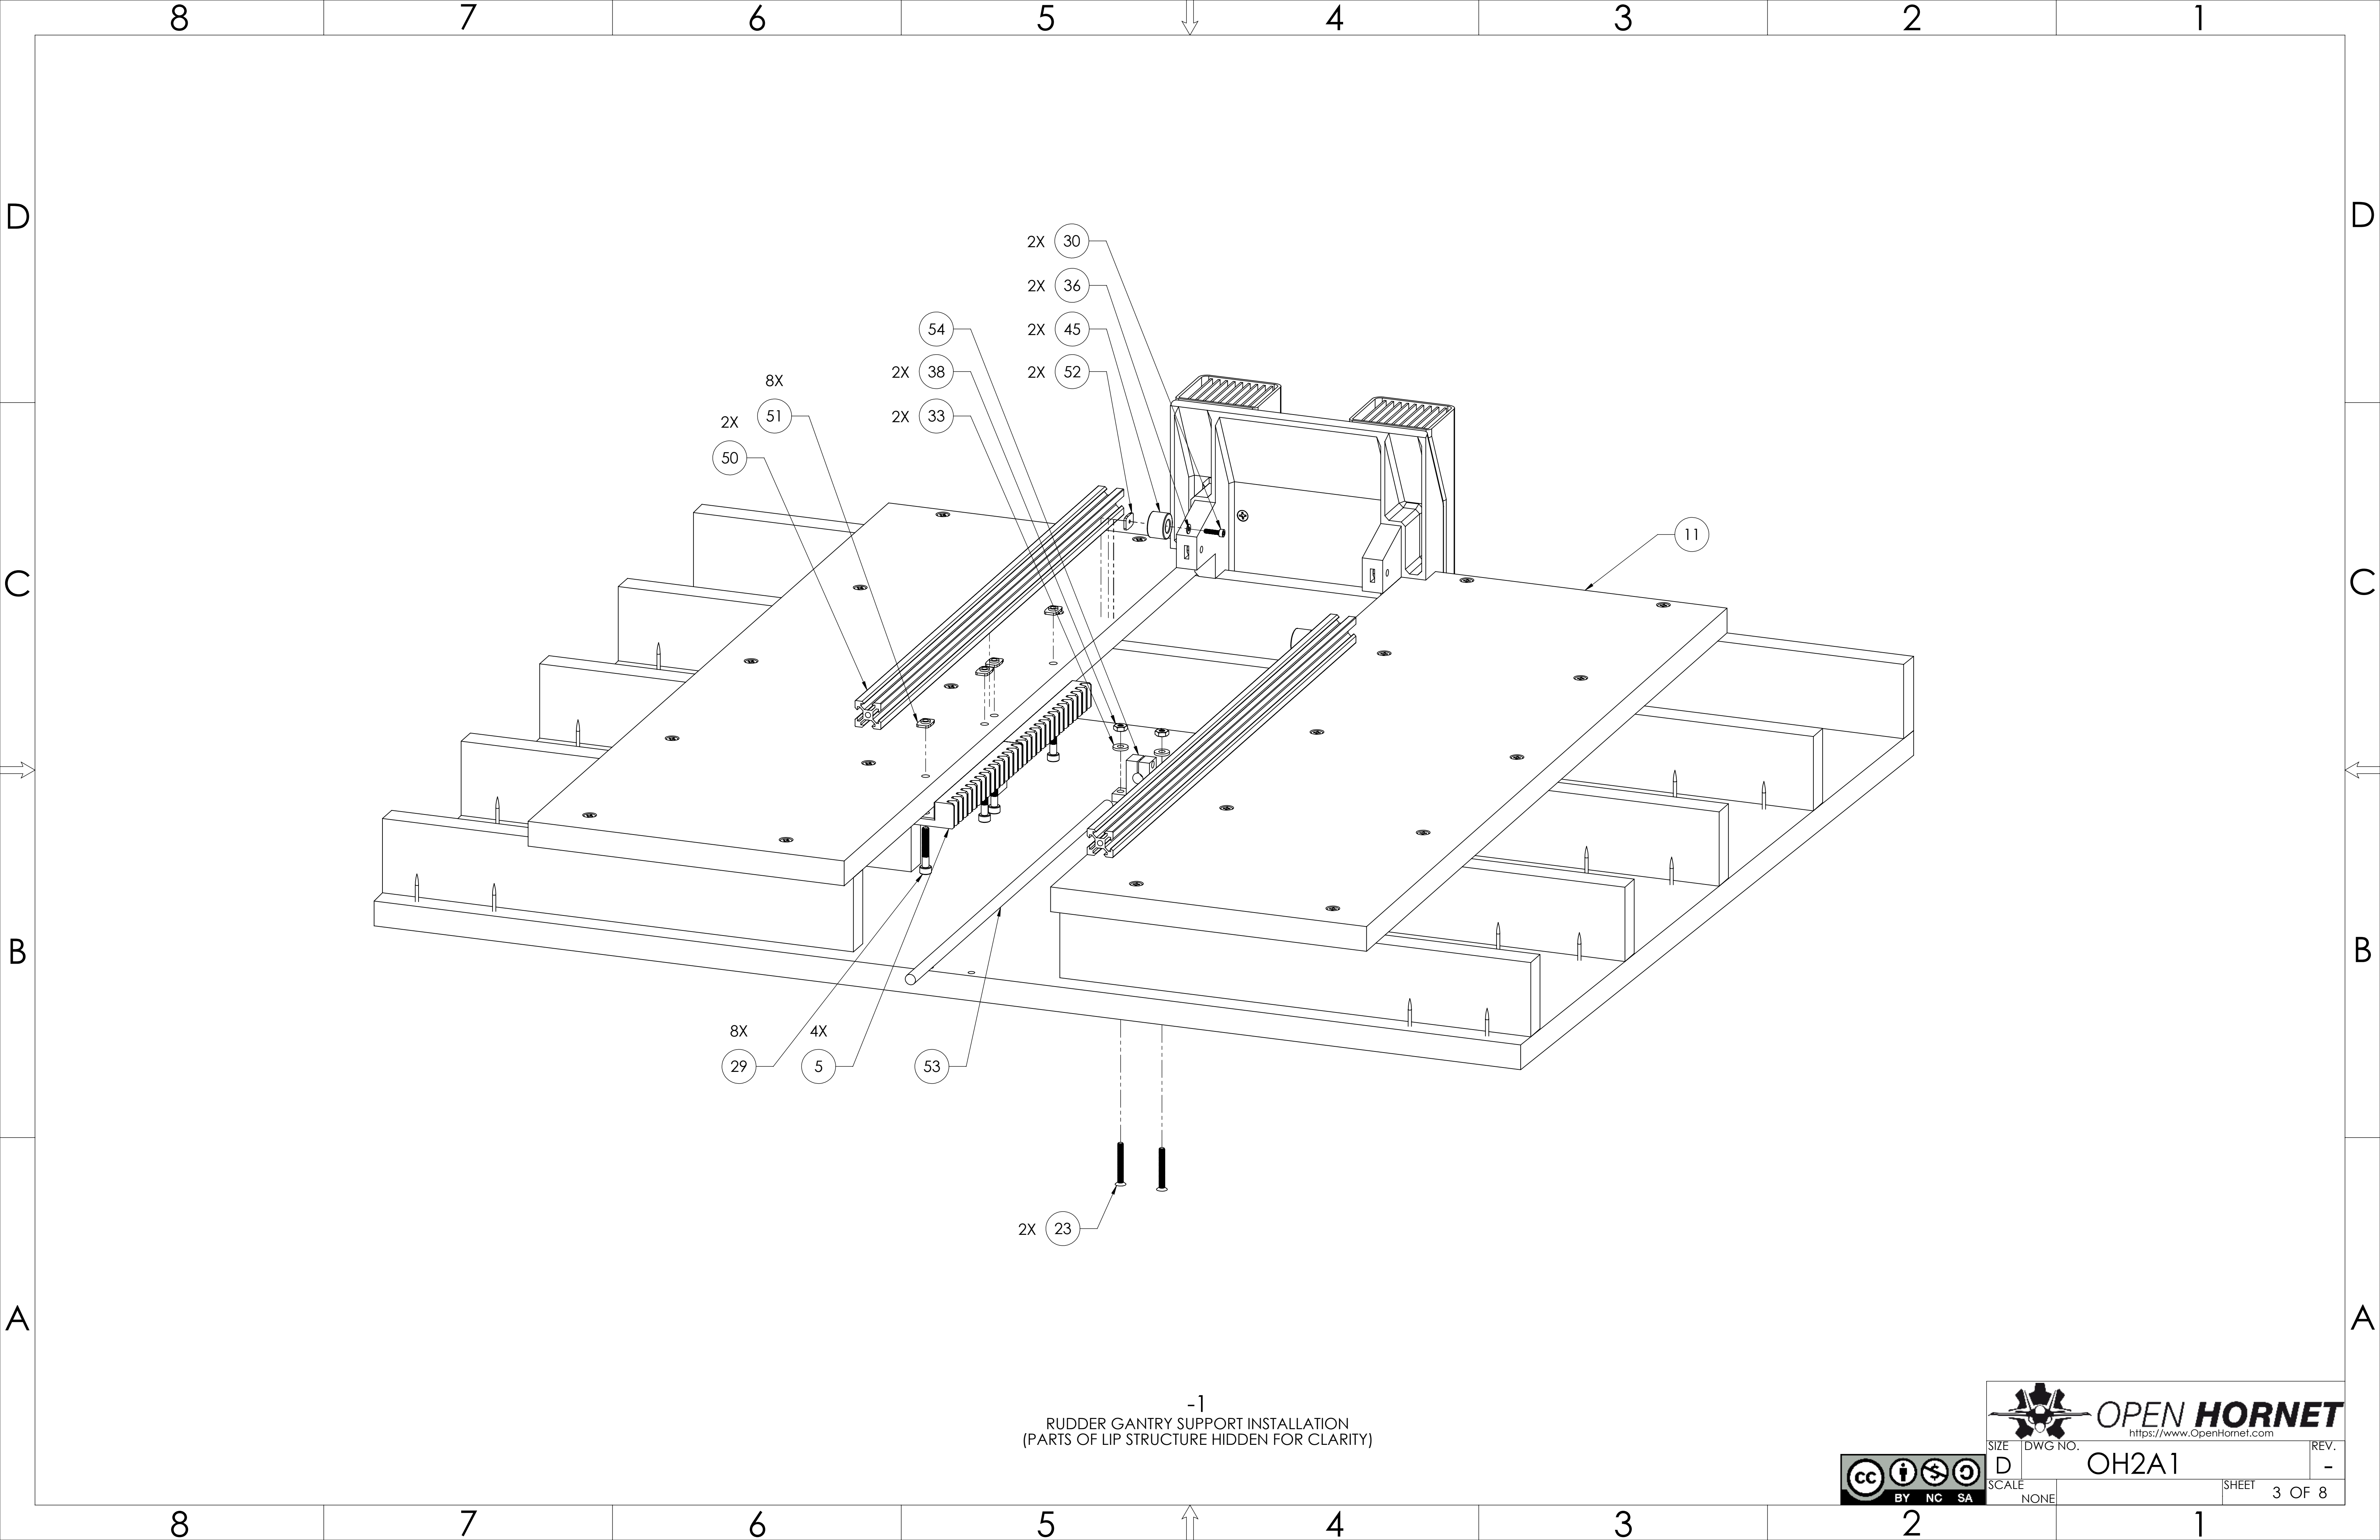 8 7 6 5 4 3 2 1
D D
2X 30
2X 36
54 2X 45
2X 38 2X 52
8X
2X 51 2X 33
50
11
C C
B B
8X 4X
29 5 53
2X 23
A A
-1
RUDDER GANTRY SUPPORT INSTALLATION
(PARTS OF LIP STRUCTURE HIDDEN FOR CLARITY)
OPEN HORNET
https://www.OpenHornet.com
SIZE DWG NO. REV.
D OH2A1 -
SCALE NONE SHEET 3 OF 8
cc BY NC SA
8 7 6 5 4 3 2 1